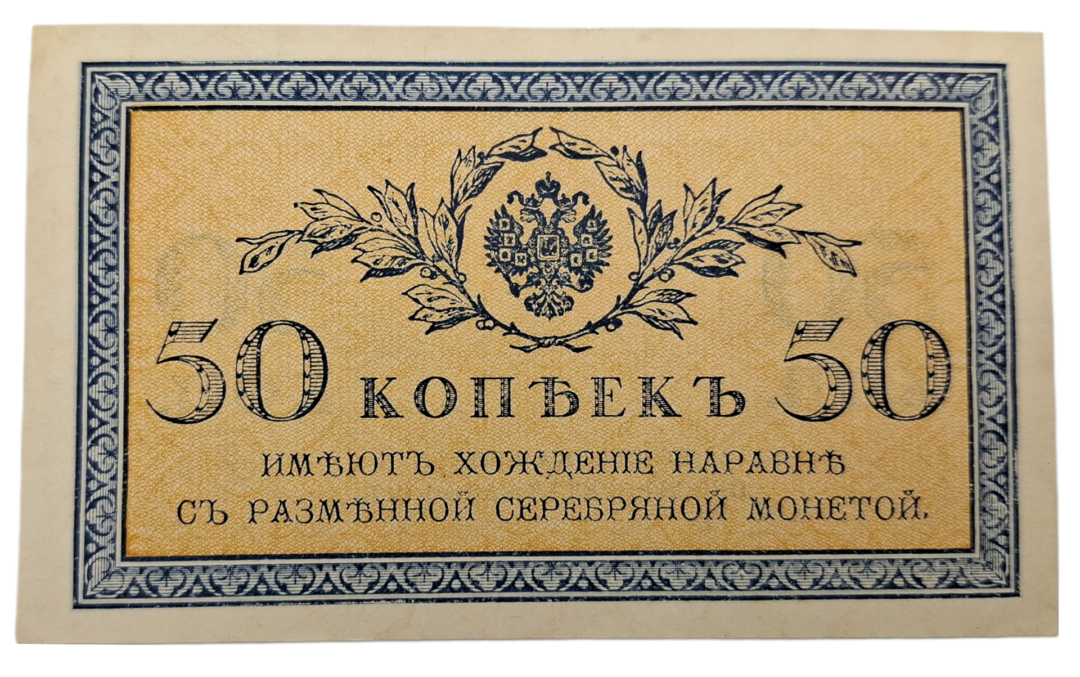 50 КОПѢЕКЪ 50
ИМѢЮТЪ ХОЖДЕНІЕ НАРАВНѢ
СЪ РАЗМѢННОЙ СЕРЕБРЯНОЙ МОНЕТОЙ.